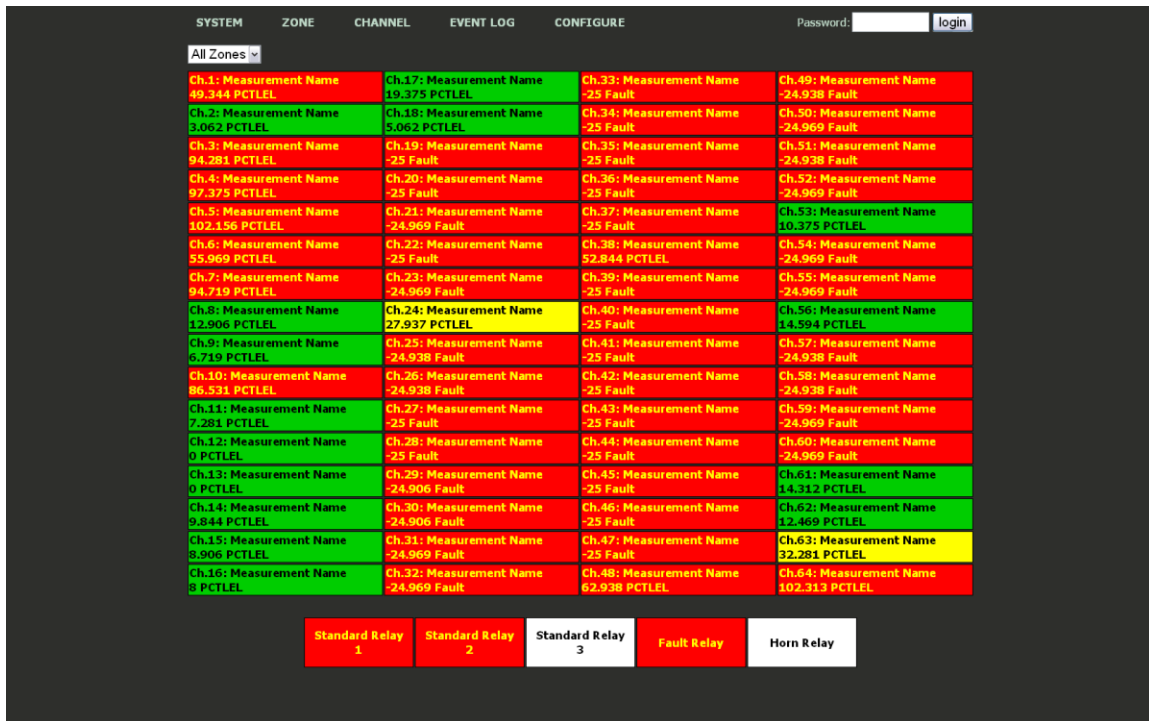 SYSTEM ZONE CHANNEL EVENT LOG CONFIGURE Password: login
All Zones
Ch.1: Measurement Name
49.344 PCTLEL
Ch.2: Measurement Name
3.062 PCTLEL
Ch.3: Measurement Name
94.281 PCTLEL
Ch.4: Measurement Name
97.375 PCTLEL
Ch.5: Measurement Name
102.156 PCTLEL
Ch.6: Measurement Name
55.969 PCTLEL
Ch.7: Measurement Name
94.719 PCTLEL
Ch.8: Measurement Name
12.906 PCTLEL
Ch.9: Measurement Name
6.719 PCTLEL
Ch.10: Measurement Name
86.531 PCTLEL
Ch.11: Measurement Name
7.281 PCTLEL
Ch.12: Measurement Name
0 PCTLEL
Ch.13: Measurement Name
0 PCTLEL
Ch.14: Measurement Name
9.844 PCTLEL
Ch.15: Measurement Name
8.906 PCTLEL
Ch.16: Measurement Name
8 PCTLEL
Ch.17: Measurement Name
19.375 PCTLEL
Ch.18: Measurement Name
5.062 PCTLEL
Ch.19: Measurement Name
-25 Fault
Ch.20: Measurement Name
-25 Fault
Ch.21: Measurement Name
-24.969 Fault
Ch.22: Measurement Name
-25 Fault
Ch.23: Measurement Name
-24.969 Fault
Ch.24: Measurement Name
27.937 PCTLEL
Ch.25: Measurement Name
-24.938 Fault
Ch.26: Measurement Name
-24.938 Fault
Ch.27: Measurement Name
-25 Fault
Ch.28: Measurement Name
-25 Fault
Ch.29: Measurement Name
-24.906 Fault
Ch.30: Measurement Name
-24.906 Fault
Ch.31: Measurement Name
-24.969 Fault
Ch.32: Measurement Name
-24.969 Fault
Ch.33: Measurement Name
-25 Fault
Ch.34: Measurement Name
-25 Fault
Ch.35: Measurement Name
-25 Fault
Ch.36: Measurement Name
-25 Fault
Ch.37: Measurement Name
-25 Fault
Ch.38: Measurement Name
52.844 PCTLEL
Ch.39: Measurement Name
-25 Fault
Ch.40: Measurement Name
-25 Fault
Ch.41: Measurement Name
-25 Fault
Ch.42: Measurement Name
-25 Fault
Ch.43: Measurement Name
-25 Fault
Ch.44: Measurement Name
-25 Fault
Ch.45: Measurement Name
-25 Fault
Ch.46: Measurement Name
-25 Fault
Ch.47: Measurement Name
-25 Fault
Ch.48: Measurement Name
62.938 PCTLEL
Ch.49: Measurement Name
-24.938 Fault
Ch.50: Measurement Name
-24.969 Fault
Ch.51: Measurement Name
-24.938 Fault
Ch.52: Measurement Name
-24.969 Fault
Ch.53: Measurement Name
10.375 PCTLEL
Ch.54: Measurement Name
-24.969 Fault
Ch.55: Measurement Name
-24.969 Fault
Ch.56: Measurement Name
14.594 PCTLEL
Ch.57: Measurement Name
-24.938 Fault
Ch.58: Measurement Name
-24.938 Fault
Ch.59: Measurement Name
-24.969 Fault
Ch.60: Measurement Name
-24.969 Fault
Ch.61: Measurement Name
14.312 PCTLEL
Ch.62: Measurement Name
12.469 PCTLEL
Ch.63: Measurement Name
32.281 PCTLEL
Ch.64: Measurement Name
102.313 PCTLEL
Standard Relay
1
Standard Relay
2
Standard Relay
3
Fault Relay
Horn Relay